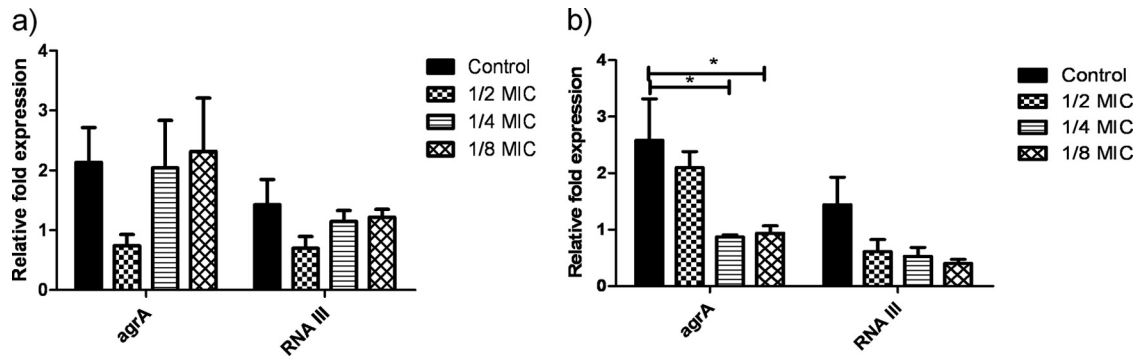 a)
Relative fold expression
4
3
2
1
0
agrA
RNA III
Control
1/2 MIC
1/4 MIC
1/8 MIC
b)
Relative fold expression
4
3
2
1
0
*
*
agrA
RNA III
Control
1/2 MIC
1/4 MIC
1/8 MIC